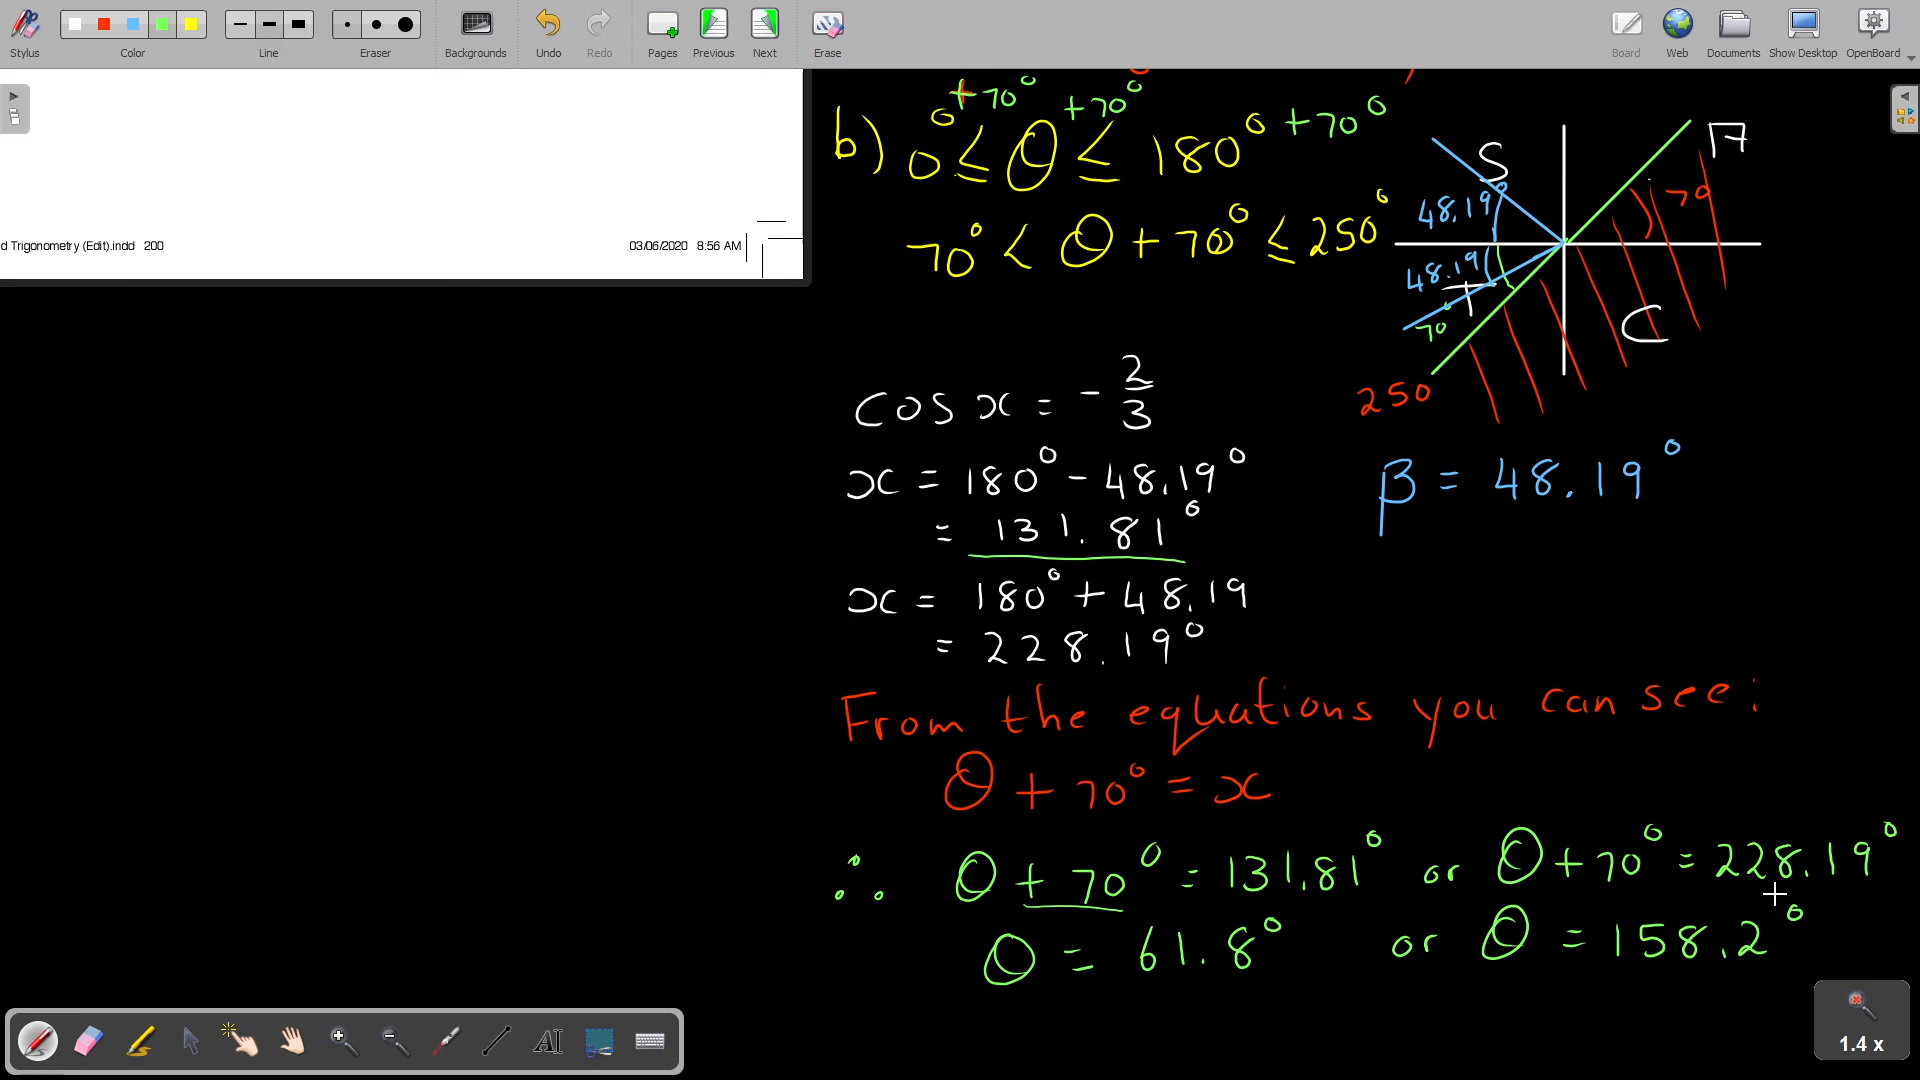 Stylus Color Line Eraser Backgrounds Undo Redo Pages Previous Next Erase Board Web Documents Show Desktop OpenBoard
d Trigonometry (Edit).indd 200 03/06/2020 8:56 AM
+70° +70° +70°
b) 0° ≤ θ ≤ 180°
70° < θ + 70° ≤ 250°
S A
48.19° 70
48.19
T C
70°
250
cos x = - 2/3
β = 48.19°
x = 180° - 48.19°
= 131.81°
x = 180° + 48.19
= 228.19°
From the equations you can see:
θ + 70° = x
∴ θ + 70° = 131.81° or θ + 70° = 228.19°
θ = 61.8° or θ = 158.2°
1.4 x